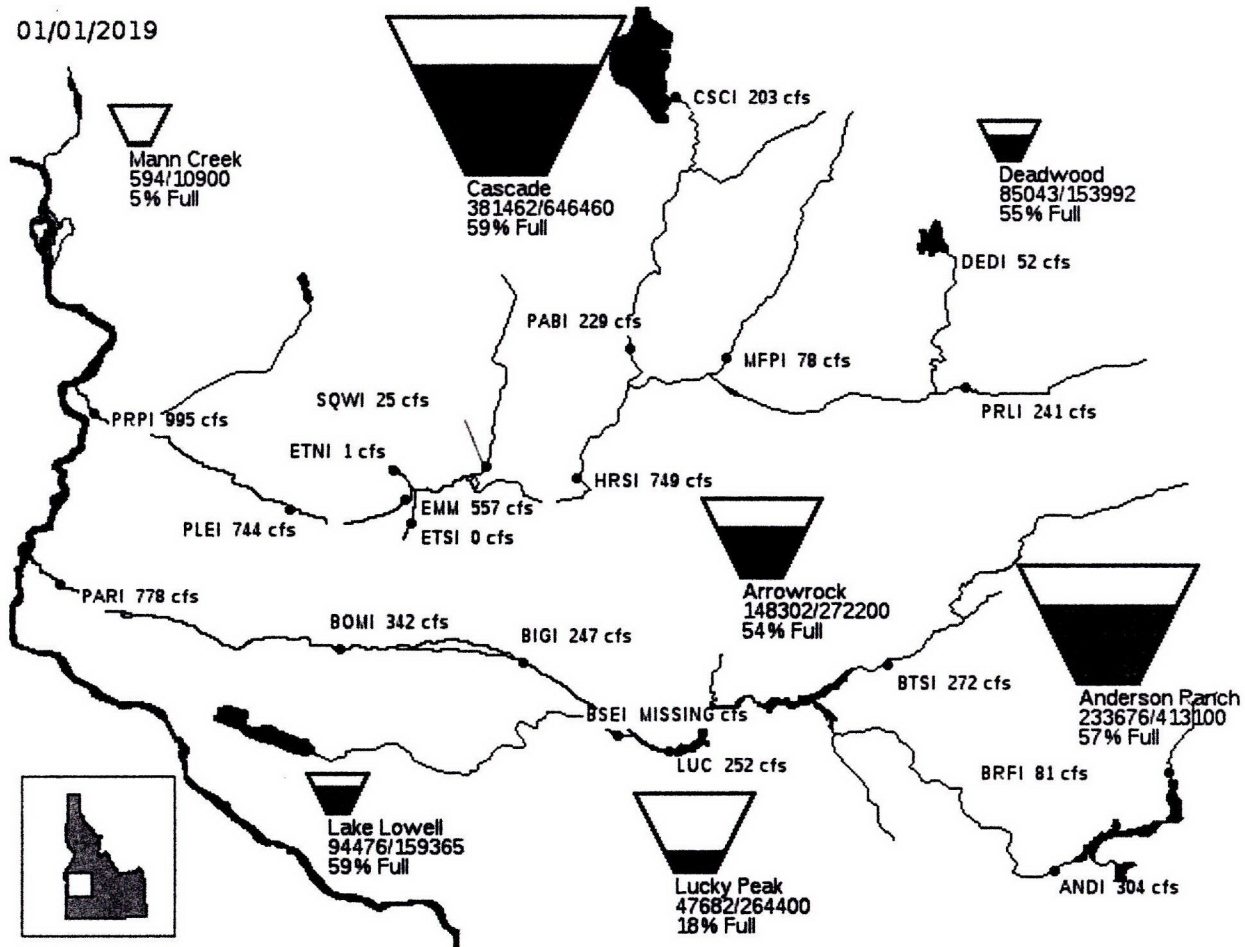 01/01/2019
CSCI 203 cfs
Mann Creek
594/10900
5% Full
Cascade
381462/646460
59% Full
Deadwood
85043/153992
55% Full
DEDI 52 cfs
PABI 229 cfs
MFPI 78 cfs
SQWI 25 cfs
PRPI 995 cfs
PRLI 241 cfs
ETNI 1 cfs
HRSI 749 cfs
EMM 557 cfs
PLEI 744 cfs
ETSI 0 cfs
Arrowrock
148302/272200
54% Full
PARI 778 cfs
BOMI 342 cfs
BIGI 247 cfs
BTSI 272 cfs
Anderson Ranch
233676/413100
57% Full
BSEI MISSING cfs
LUC 252 cfs
BRFI 81 cfs
Lake Lowell
94476/159365
59% Full
Lucky Peak
47682/264400
18% Full
ANDI 304 cfs